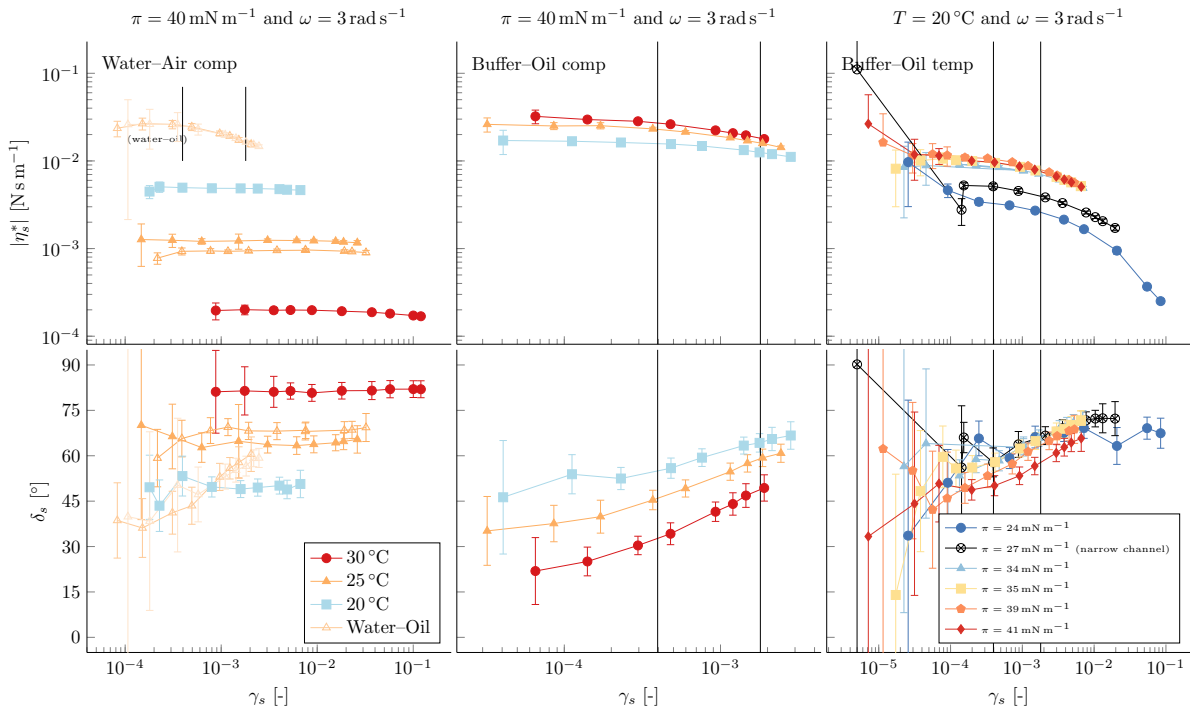 π = 40 mN m⁻¹ and ω = 3 rad s⁻¹
π = 40 mN m⁻¹ and ω = 3 rad s⁻¹
T = 20 °C and ω = 3 rad s⁻¹
Water–Air comp
Buffer–Oil comp
Buffer–Oil temp
(water–oil)
|η*ₛ| [N s m⁻¹]
10⁻¹
10⁻²
10⁻³
10⁻⁴
δₛ [°]
90
75
60
45
30
15
0
30 °C
25 °C
20 °C
Water–Oil
π = 24 mN m⁻¹
π = 27 mN m⁻¹ (narrow channel)
π = 34 mN m⁻¹
π = 35 mN m⁻¹
π = 39 mN m⁻¹
π = 41 mN m⁻¹
10⁻⁴ 10⁻³ 10⁻² 10⁻¹
10⁻⁴ 10⁻³
10⁻⁵ 10⁻⁴ 10⁻³ 10⁻² 10⁻¹
γₛ [-]
γₛ [-]
γₛ [-]